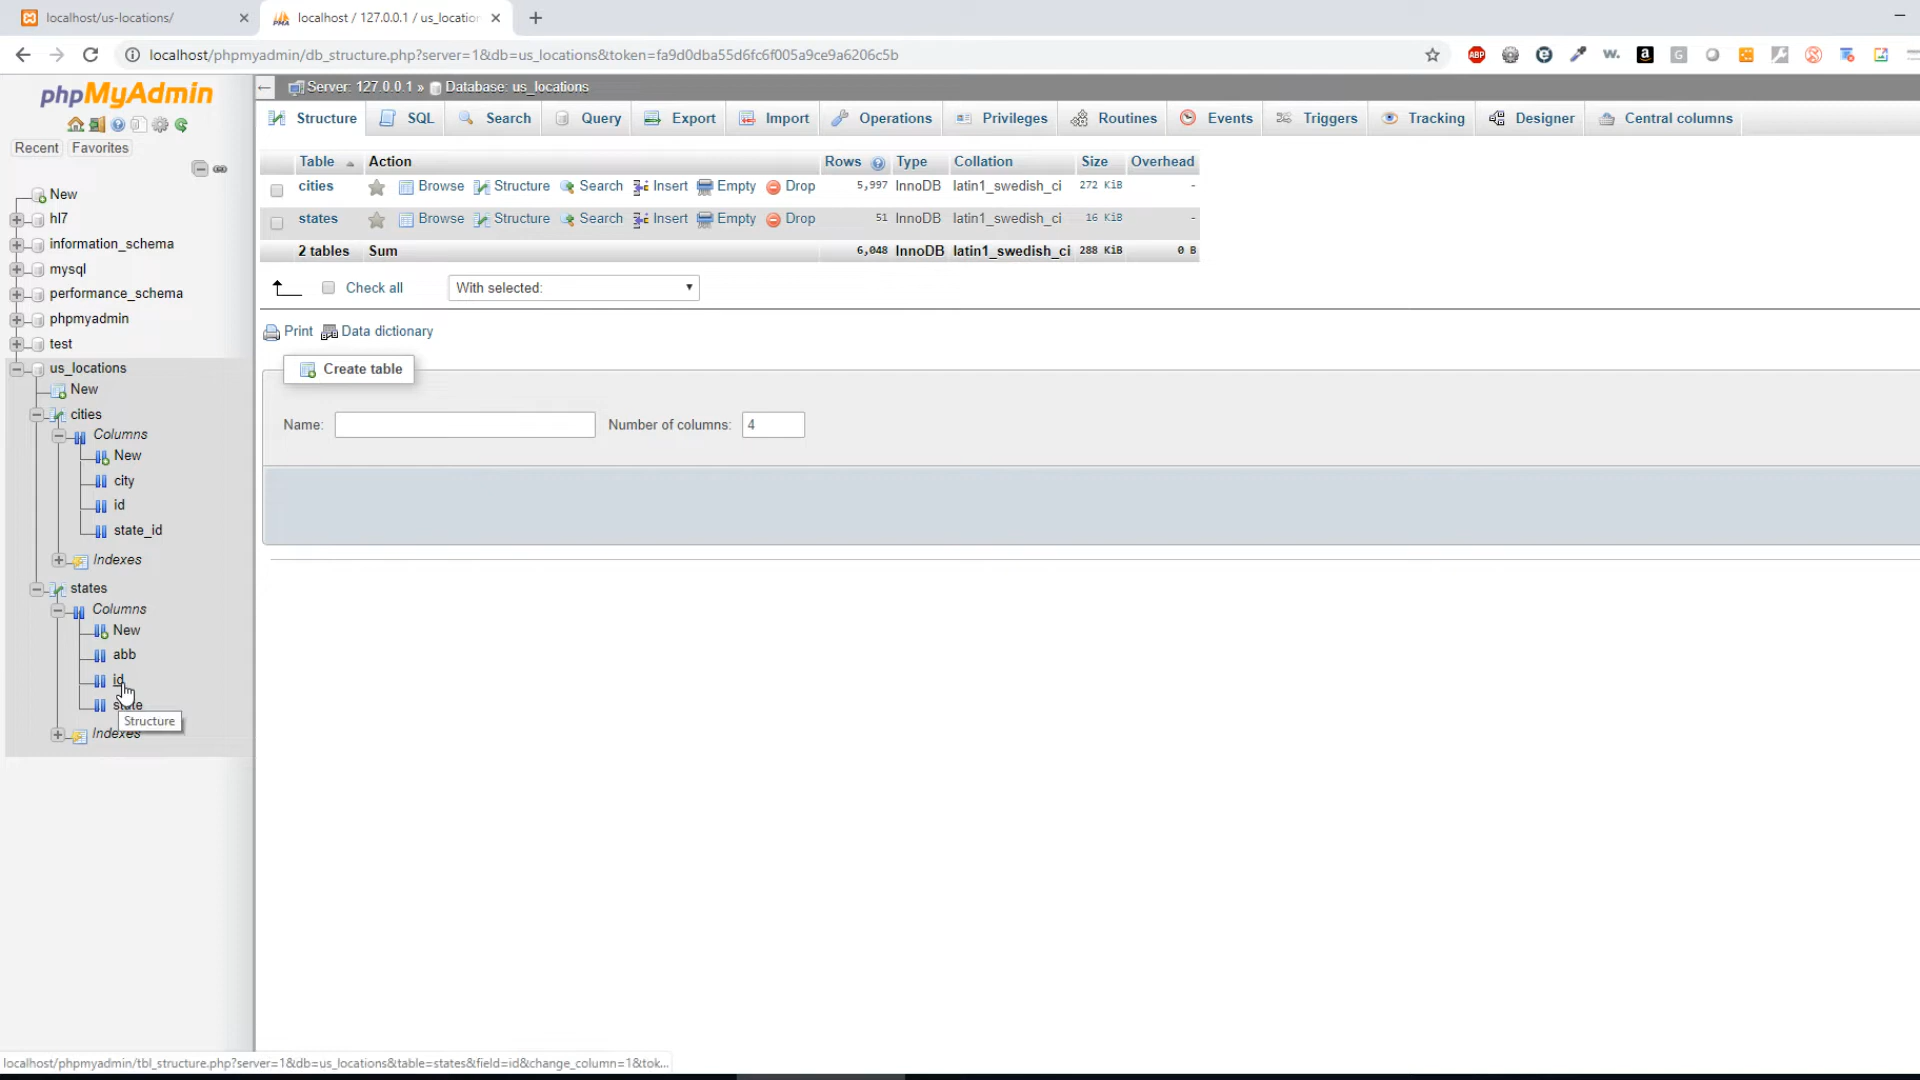 localhost/us-locations/
localhost / 127.0.0.1 / us_location
localhost/phpmyadmin/db_structure.php?server=1&db=us_locations&token=fa9d0dba55d6fc6f005a9ce9a6206c5b
phpMyAdmin
Recent Favorites
New
hl7
information_schema
mysql
performance_schema
phpmyadmin
test
us_locations
New
cities
Columns
New
city
id
state_id
Indexes
states
Columns
New
abb
id
state
Structure
Indexes
Server: 127.0.0.1 » Database: us_locations
Structure SQL Search Query Export Import Operations Privileges Routines Events Triggers Tracking Designer Central columns
Table Action Rows Type Collation Size Overhead
cities Browse Structure Search Insert Empty Drop 5,997 InnoDB latin1_swedish_ci 272 KiB -
states Browse Structure Search Insert Empty Drop 51 InnoDB latin1_swedish_ci 16 KiB -
2 tables Sum 6,048 InnoDB latin1_swedish_ci 288 KiB 0 B
Check all With selected:
Print Data dictionary
Create table
Name: Number of columns: 4
localhost/phpmyadmin/tbl_structure.php?server=1&db=us_locations&table=states&field=id&change_column=1&tok...